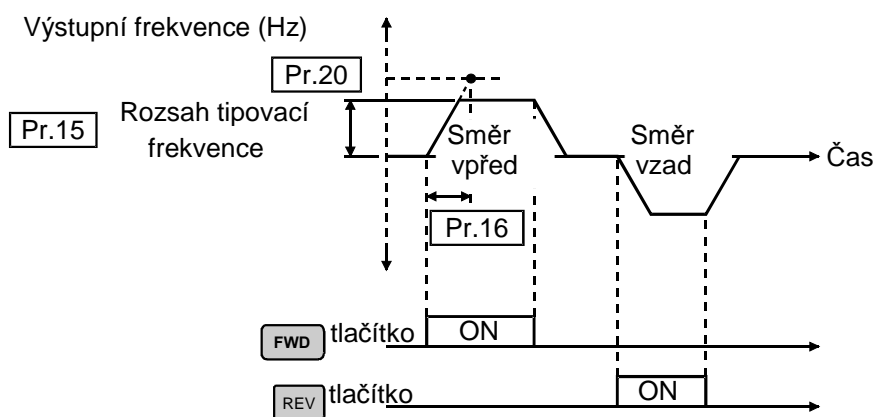 Výstupní frekvence (Hz)
Pr.20
Pr.15
Rozsah tipovací
frekvence
Směr
vpřed
Směr
vzad
Čas
Pr.16
FWD tlačítko ON
REV tlačítko ON